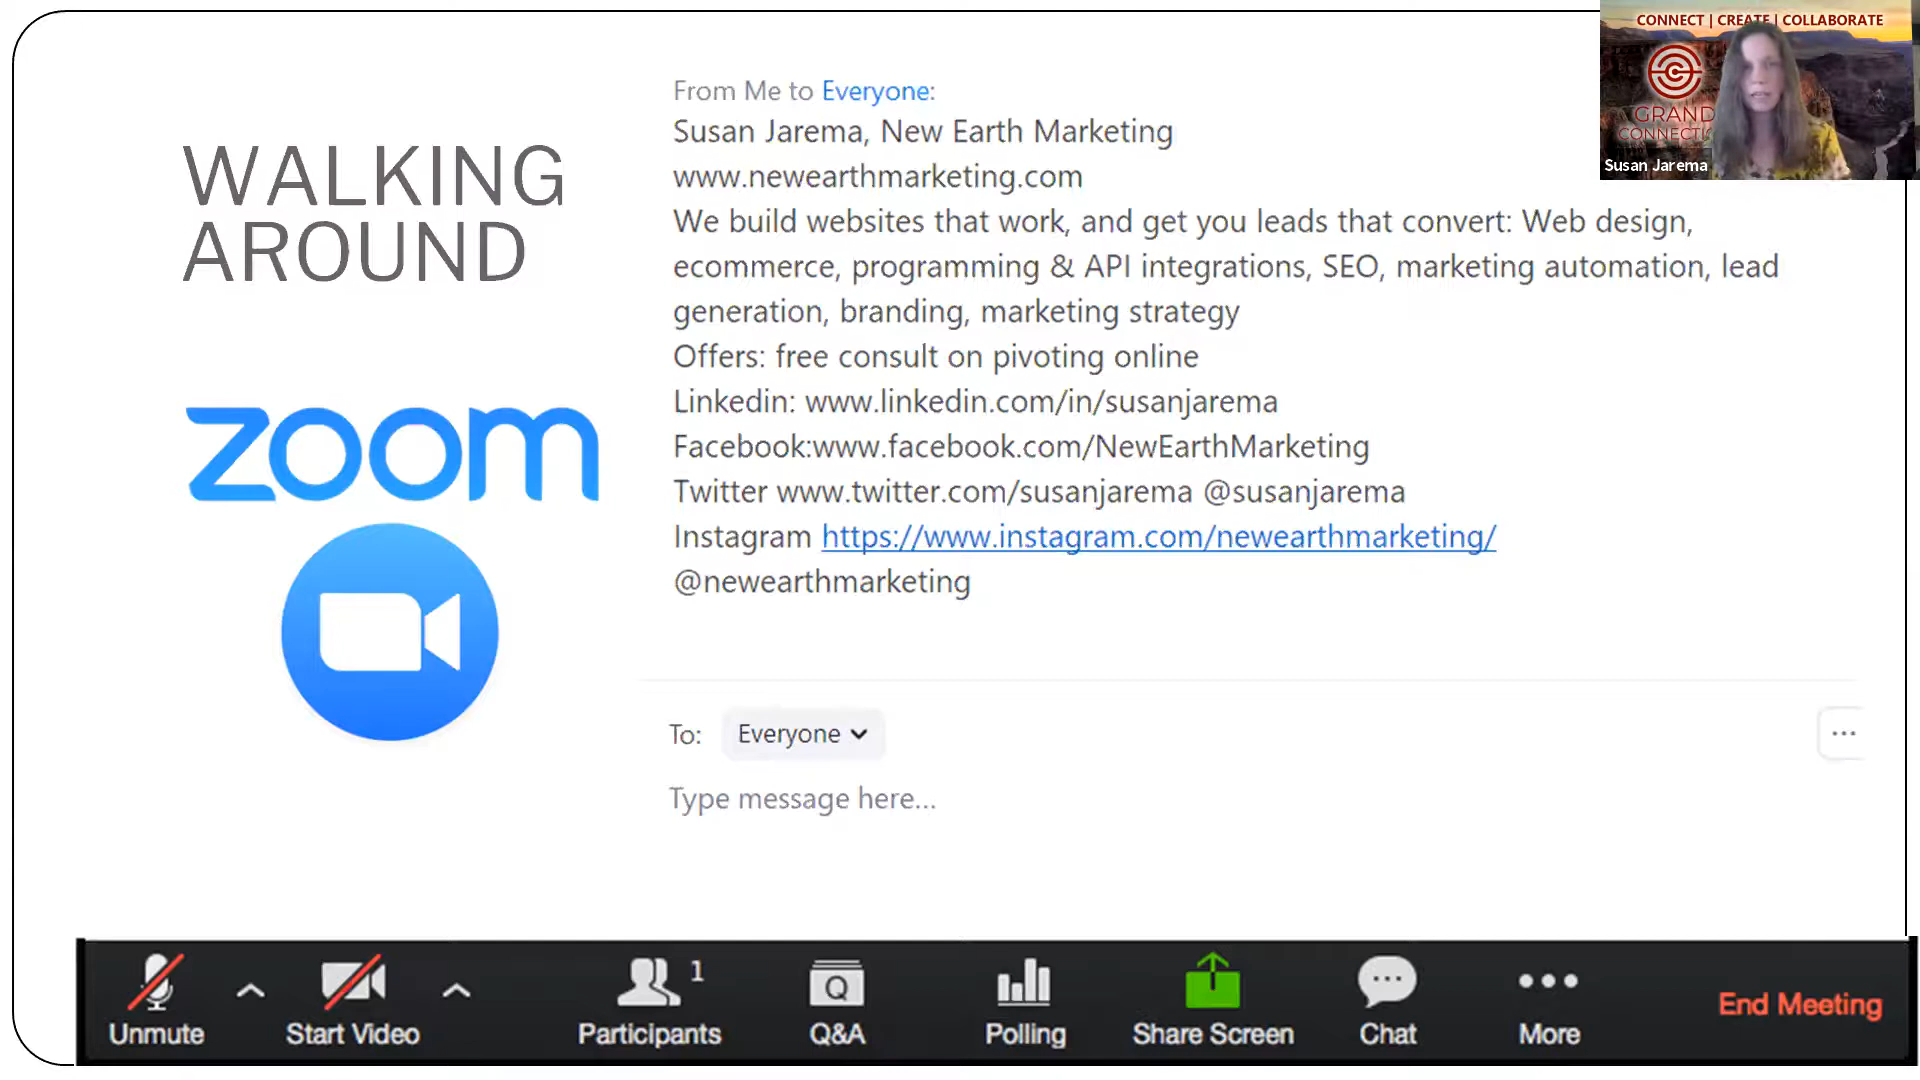 CONNECT | CREATE | COLLABORATE
GRAND
Susan Jarema
WALKING
AROUND
zoom
From Me to Everyone:
Susan Jarema, New Earth Marketing
www.newearthmarketing.com
We build websites that work, and get you leads that convert: Web design,
ecommerce, programming & API integrations, SEO, marketing automation, lead
generation, branding, marketing strategy
Offers: free consult on pivoting online
Linkedin: www.linkedin.com/in/susanjarema
Facebook:www.facebook.com/NewEarthMarketing
Twitter www.twitter.com/susanjarema @susanjarema
Instagram https://www.instagram.com/newearthmarketing/
@newearthmarketing
To: Everyone
Type message here...
1
Q
Unmute Start Video Participants Q&A Polling Share Screen Chat More End Meeting